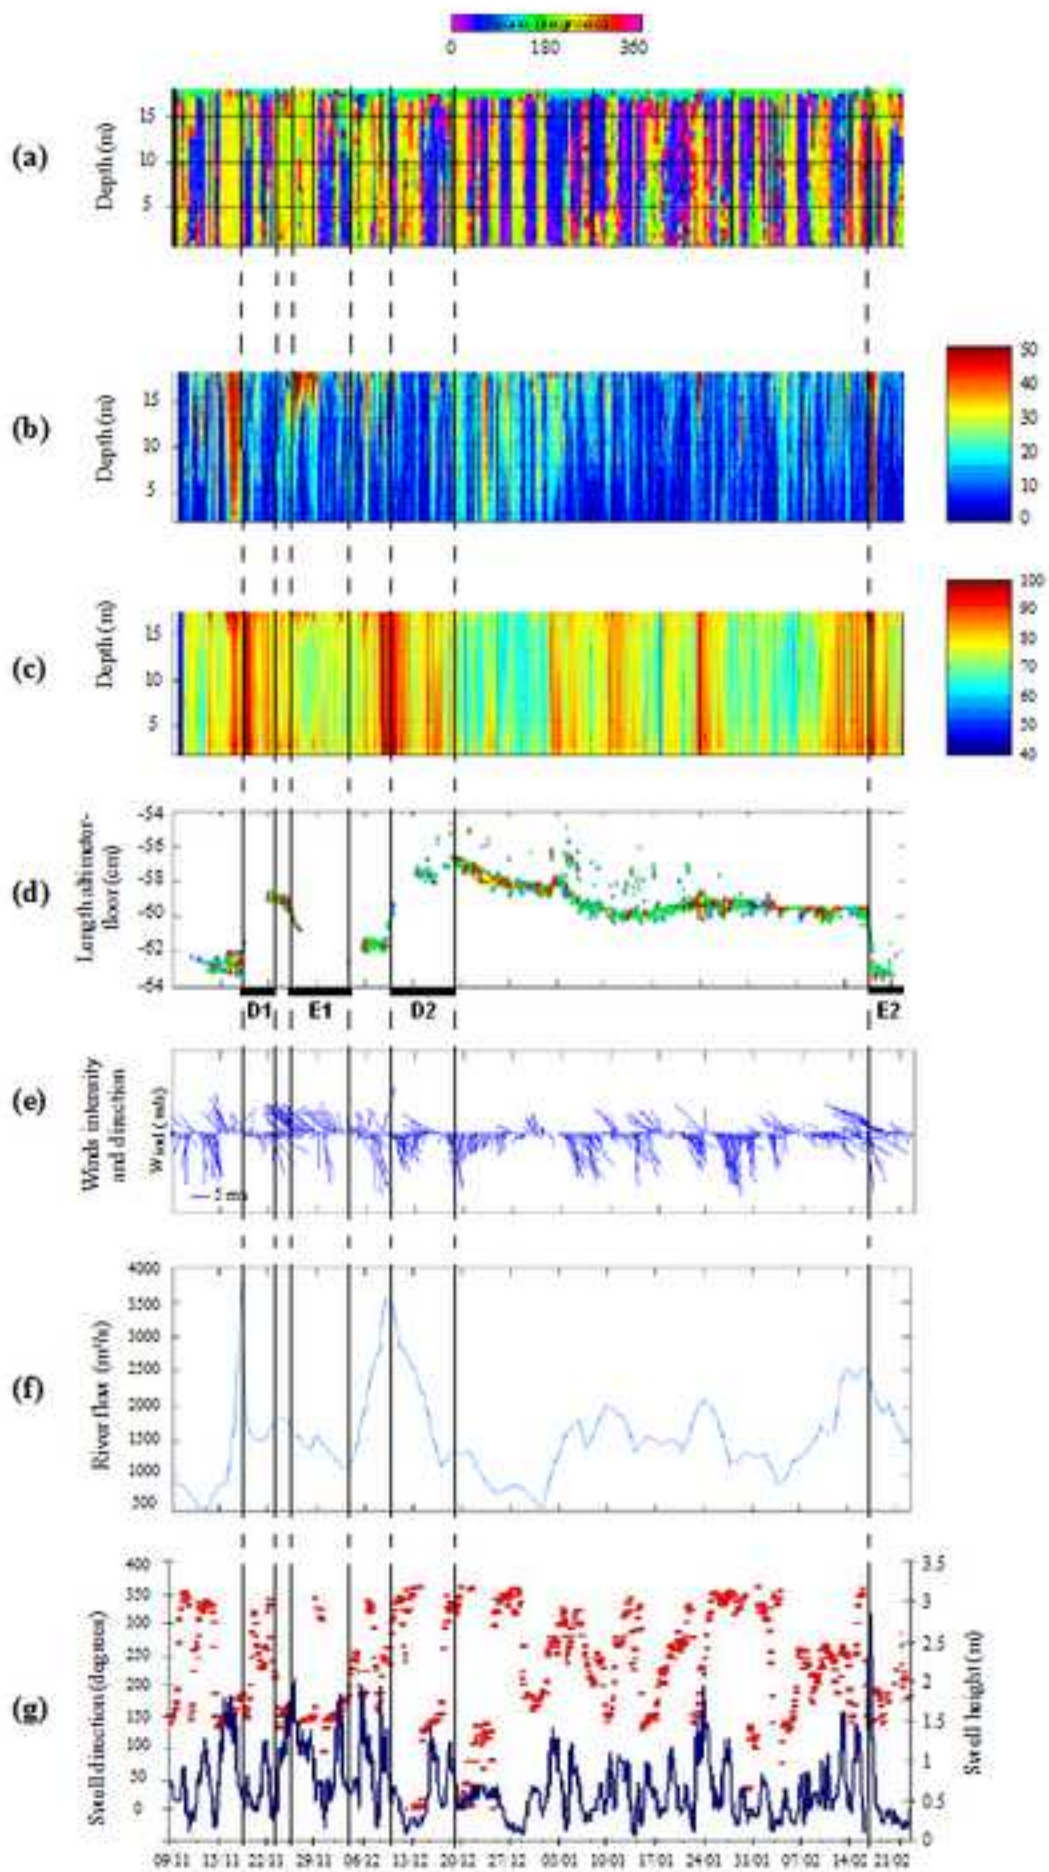 0 180 360
(a)
Depth (m)
15
10
5
(b)
Depth (m)
15
10
5
50
40
30
20
10
0
(c)
Depth (m)
15
10
5
100
90
80
70
60
50
40
(d)
Length altimeter-
floor (cm)
-54
-56
-58
-60
-62
-64
D1 E1 D2 E2
(e)
Winds intensity
and direction
Wind (m/s)
(f)
River flow (m³/s)
4000
3500
3000
2500
2000
1500
1000
500
(g)
Swell direction (degrees)
400
350
300
250
200
150
100
50
0
Swell height (m)
3.5
3
2.5
2
1.5
1
0.5
0
09 11 15 11 22 11 29 11 06 12 13 12 20 12 27 12 03 01 10 01 17 01 24 01 31 01 07 02 14 02 21 02